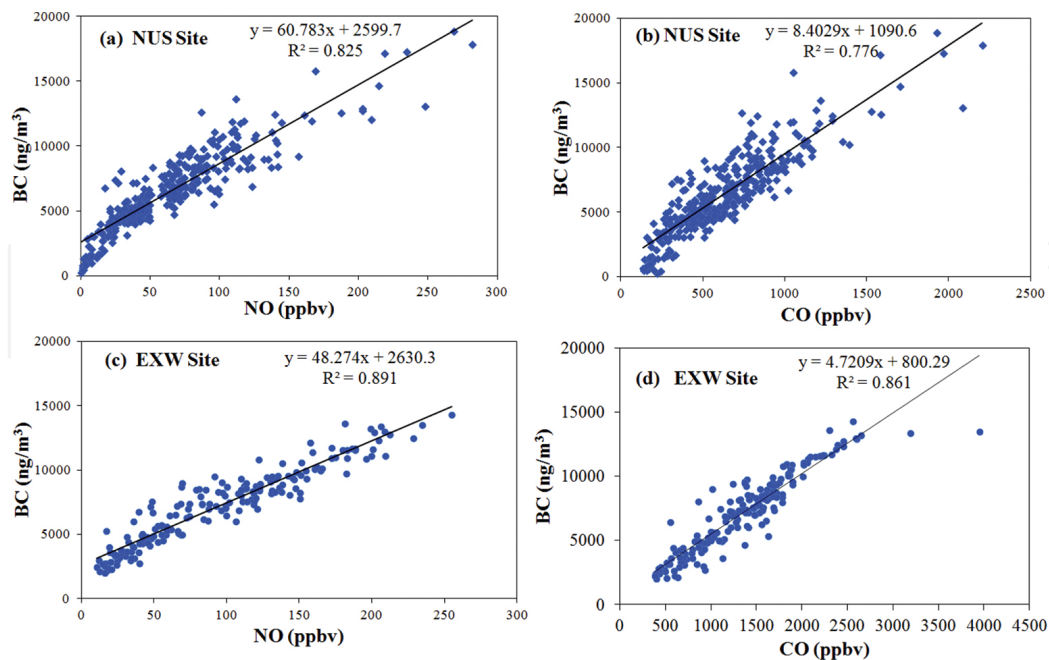 (a) NUS Site
y = 60.783x + 2599.7
R² = 0.825
BC (ng/m³)
20000
15000
10000
5000
0
0 50 100 150 200 250 300
NO (ppbv)
(b) NUS Site
y = 8.4029x + 1090.6
R² = 0.776
BC (ng/m³)
20000
15000
10000
5000
0
0 500 1000 1500 2000 2500
CO (ppbv)
(c) EXW Site
y = 48.274x + 2630.3
R² = 0.891
BC (ng/m³)
20000
15000
10000
5000
0
0 50 100 150 200 250 300
NO (ppbv)
(d) EXW Site
y = 4.7209x + 800.29
R² = 0.861
BC (ng/m³)
20000
15000
10000
5000
0
0 500 1000 1500 2000 2500 3000 3500 4000 4500
CO (ppbv)